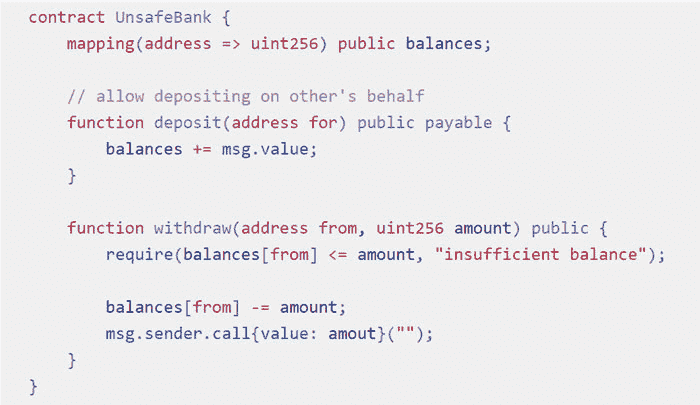 contract UnsafeBank {
mapping(address => uint256) public balances;
// allow depositing on other's behalf
function deposit(address for) public payable {
balances += msg.value;
}
function withdraw(address from, uint256 amount) public {
require(balances[from] <= amount, "insufficient balance");
balances[from] -= amount;
msg.sender.call{value: amout}("");
}
}